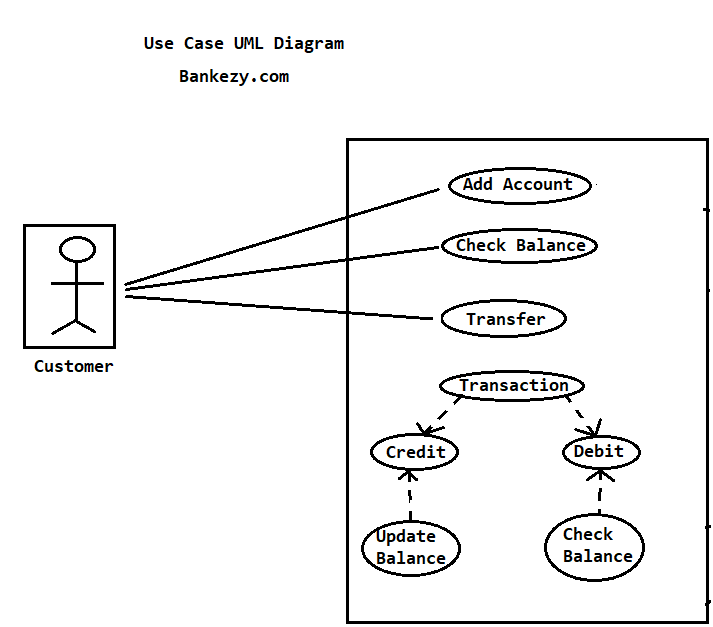 Use Case UML Diagram
Bankezy.com
Add Account
Check Balance
Transfer
Customer
Transaction
Credit
Debit
Update
Balance
Check
Balance